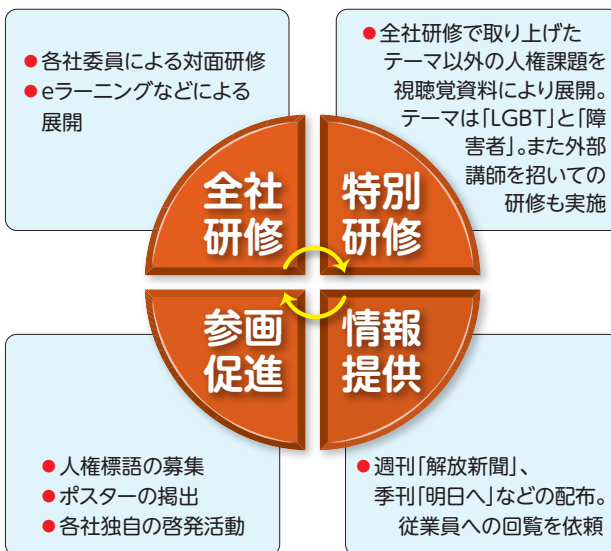 ● 各社委員による対面研修
● eラーニングなどによる
展開
● 全社研修で取り上げた
テーマ以外の人権課題を
視聴覚資料により展開。
テーマは「LGBT」と「障
害者」。また外部
講師を招いての
研修も実施
全社
研修
特別
研修
参画
促進
情報
提供
● 人権標語の募集
● ポスターの掲出
● 各社独自の啓発活動
● 週刊「解放新聞」、
季刊「明日へ」などの配布。
従業員への回覧を依頼